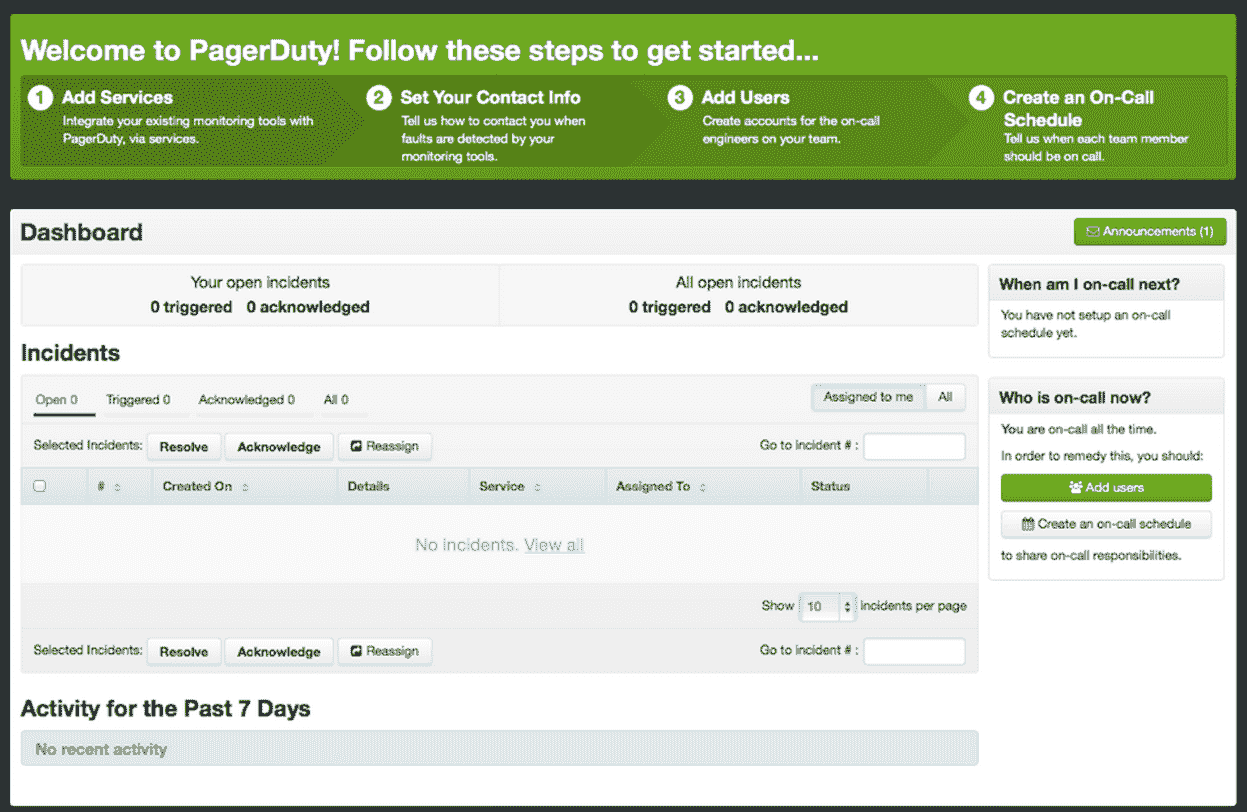 Welcome to PagerDuty! Follow these steps to get started...
1 Add Services
Integrate your existing monitoring tools with
PagerDuty, via services.
2 Set Your Contact Info
Tell us how to contact you when
faults are detected by your
monitoring tools.
3 Add Users
Create accounts for the on-call
engineers on your team.
4 Create an On-Call
Schedule
Tell us when each team member
should be on call.
Dashboard
Announcements (1)
Your open incidents
0 triggered 0 acknowledged
All open incidents
0 triggered 0 acknowledged
When am I on-call next?
You have not setup an on-call
schedule yet.
Incidents
Open 0 Triggered 0 Acknowledged 0 All 0
Assigned to me All
Selected Incidents: Resolve Acknowledge Reassign
Go to incident # :
# Created On Details Service Assigned To Status
No incidents. View all
Show 10 incidents per page
Selected Incidents: Resolve Acknowledge Reassign
Go to incident # :
Who is on-call now?
You are on-call all the time.
In order to remedy this, you should:
Add users
Create an on-call schedule
to share on-call responsibilities.
Activity for the Past 7 Days
No recent activity